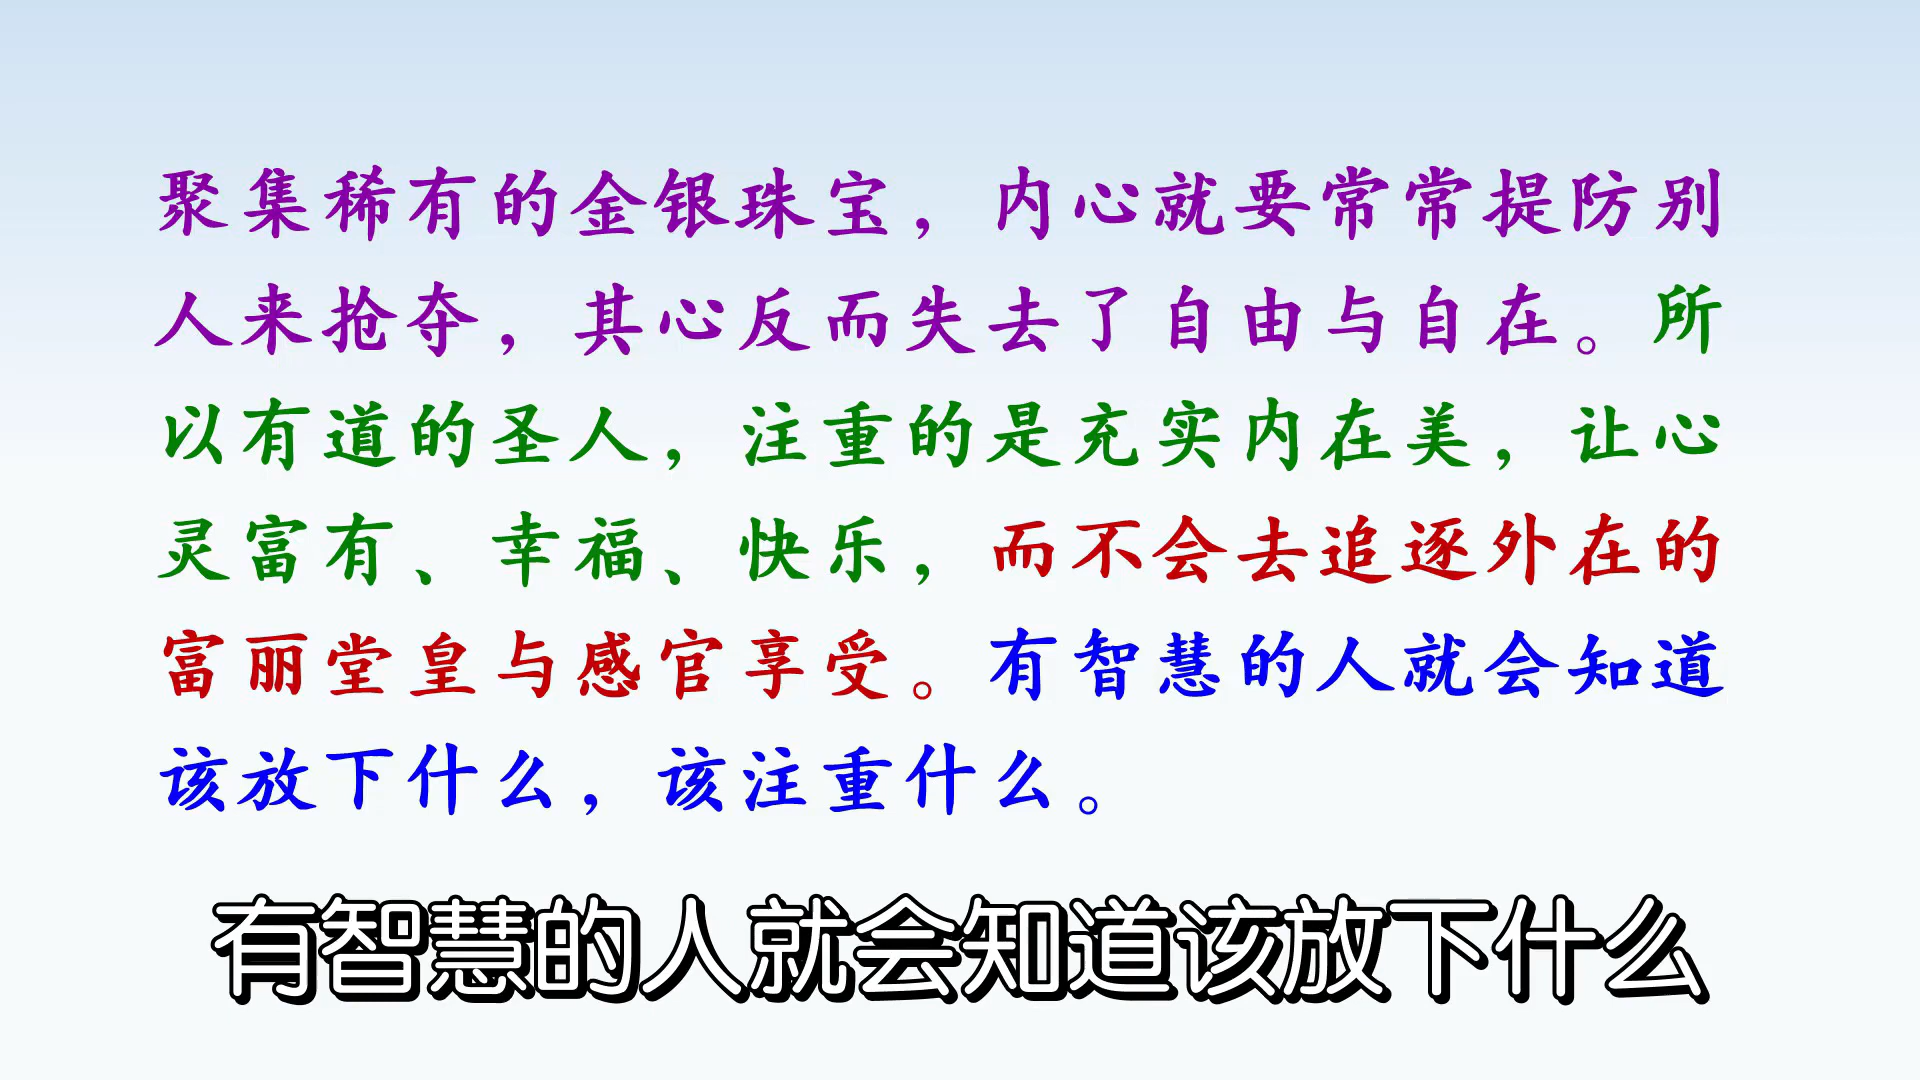 聚集稀有的金银珠宝，内心就要常常提防别
人来抢夺，其心反而失去了自由与自在。所
以有道的圣人，注重的是充实内在美，让心
灵富有、幸福、快乐，而不会去追逐外在的
富丽堂皇与感官享受。有智慧的人就会知道
该放下什么，该注重什么。
有智慧的人就会知道该放下什么